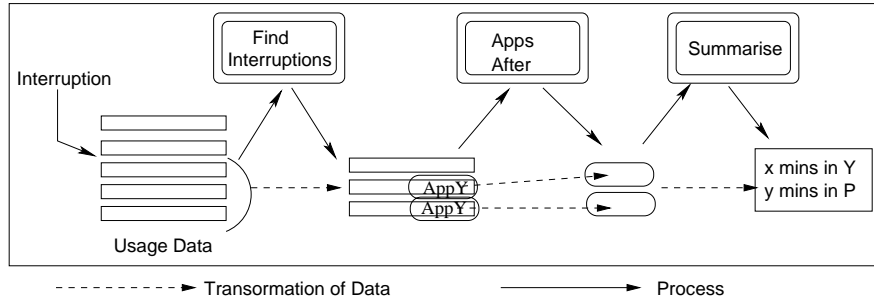 Find
Interruptions
Apps
After
Summarise
Interruption
x mins in Y
y mins in P
AppY
AppY
Usage Data
Transormation of Data
Process